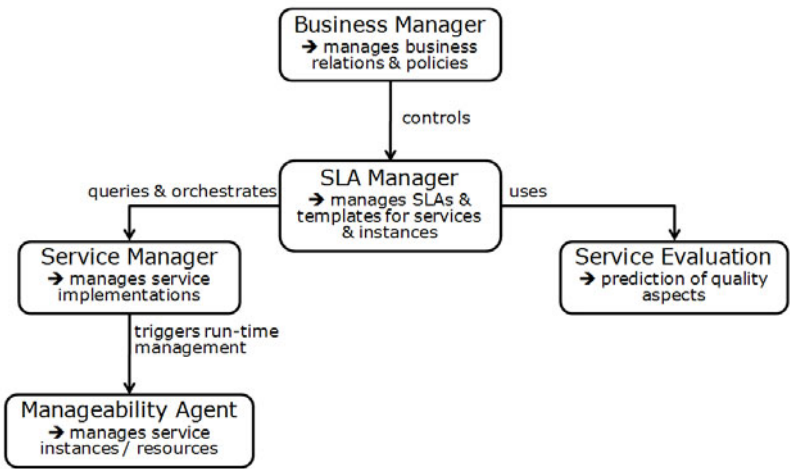 Business Manager
➔ manages business
relations & policies
controls
SLA Manager
➔ manages SLAs &
templates for services
& instances
queries & orchestrates
uses
Service Manager
➔ manages service
implementations
Service Evaluation
➔ prediction of quality
aspects
triggers run-time
management
Manageability Agent
➔ manages service
instances / resources